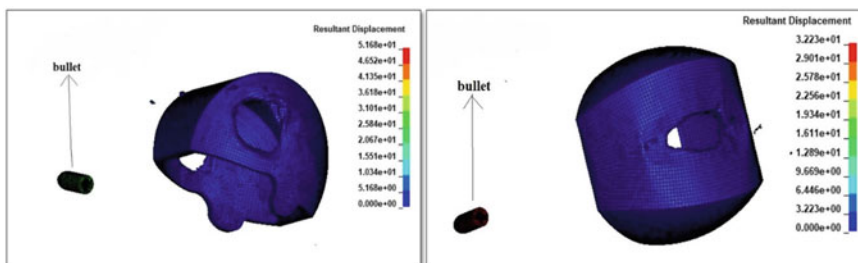 Resultant Displacement
5.168e+01
4.652e+01
4.135e+01
3.618e+01
3.101e+01
2.584e+01
2.067e+01
1.551e+01
1.034e+01
5.168e+00
0.000e+00
bullet
Resultant Displacement
3.223e+01
2.901e+01
2.578e+01
2.256e+01
1.934e+01
1.611e+01
1.289e+01
9.669e+00
6.446e+00
3.223e+00
0.000e+00
bullet